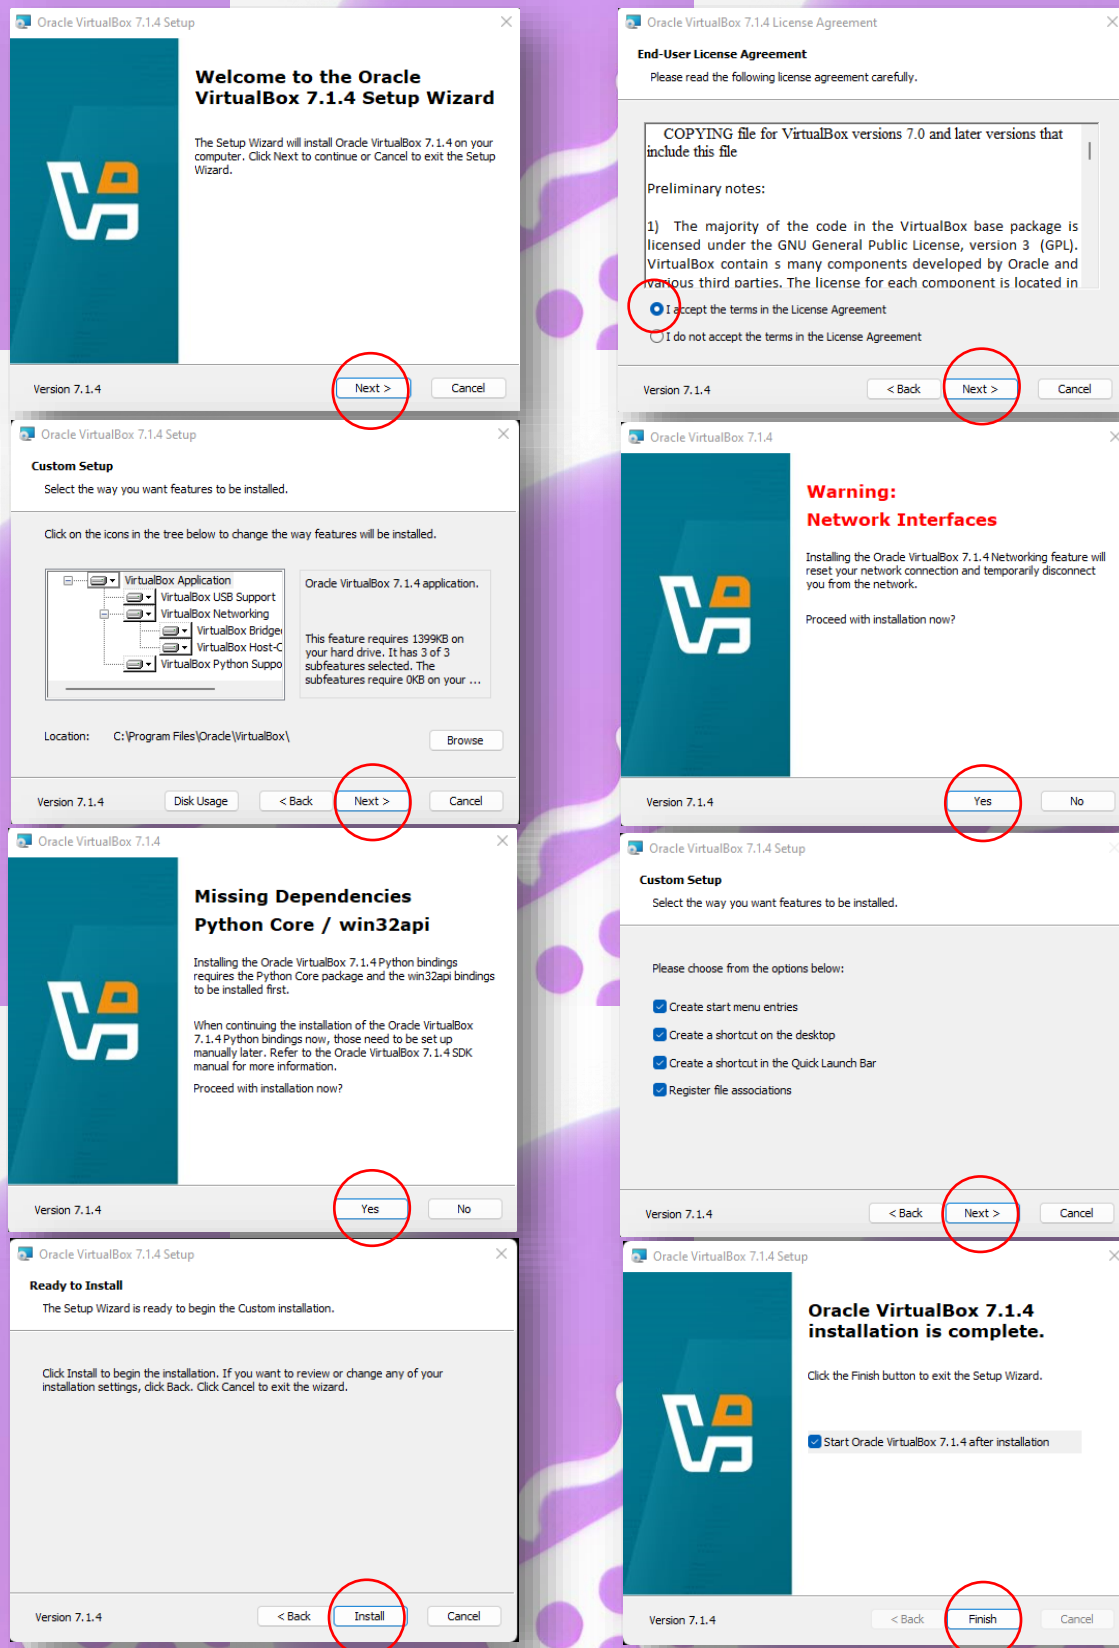 Oracle VirtualBox 7.1.4 Setup
Welcome to the Oracle
VirtualBox 7.1.4 Setup Wizard
The Setup Wizard will install Oracle VirtualBox 7.1.4 on your
computer. Click Next to continue or Cancel to exit the Setup
Wizard.
Version 7.1.4
Next >
Cancel
Oracle VirtualBox 7.1.4 License Agreement
End-User License Agreement
Please read the following license agreement carefully.
COPYING file for VirtualBox versions 7.0 and later versions that
include this file
Preliminary notes:
1) The majority of the code in the VirtualBox base package is
licensed under the GNU General Public License, version 3 (GPL).
VirtualBox contain s many components developed by Oracle and
various third parties. The license for each component is located in
I accept the terms in the License Agreement
I do not accept the terms in the License Agreement
Version 7.1.4
< Back
Next >
Cancel
Oracle VirtualBox 7.1.4 Setup
Custom Setup
Select the way you want features to be installed.
Click on the icons in the tree below to change the way features will be installed.
VirtualBox Application
VirtualBox USB Support
VirtualBox Networking
VirtualBox Bridge
VirtualBox Host-C
VirtualBox Python Suppo
Oracle VirtualBox 7.1.4 application.
This feature requires 1399KB on
your hard drive. It has 3 of 3
subfeatures selected. The
subfeatures require 0KB on your ...
Location: C:\Program Files\Oracle\VirtualBox\
Browse
Version 7.1.4
Disk Usage
< Back
Next >
Cancel
Oracle VirtualBox 7.1.4
Warning:
Network Interfaces
Installing the Oracle VirtualBox 7.1.4 Networking feature will
reset your network connection and temporarily disconnect
you from the network.
Proceed with installation now?
Version 7.1.4
Yes
No
Oracle VirtualBox 7.1.4
Missing Dependencies
Python Core / win32api
Installing the Oracle VirtualBox 7.1.4 Python bindings
requires the Python Core package and the win32api bindings
to be installed first.
When continuing the installation of the Oracle VirtualBox
7.1.4 Python bindings now, those need to be set up
manually later. Refer to the Oracle VirtualBox 7.1.4 SDK
manual for more information.
Proceed with installation now?
Version 7.1.4
Yes
No
Oracle VirtualBox 7.1.4 Setup
Custom Setup
Select the way you want features to be installed.
Please choose from the options below:
Create start menu entries
Create a shortcut on the desktop
Create a shortcut in the Quick Launch Bar
Register file associations
Version 7.1.4
< Back
Next >
Cancel
Oracle VirtualBox 7.1.4 Setup
Ready to Install
The Setup Wizard is ready to begin the Custom installation.
Click Install to begin the installation. If you want to review or change any of your
installation settings, click Back. Click Cancel to exit the wizard.
Version 7.1.4
< Back
Install
Cancel
Oracle VirtualBox 7.1.4 Setup
Oracle VirtualBox 7.1.4
installation is complete.
Click the Finish button to exit the Setup Wizard.
Start Oracle VirtualBox 7.1.4 after installation
Version 7.1.4
< Back
Finish
Cancel